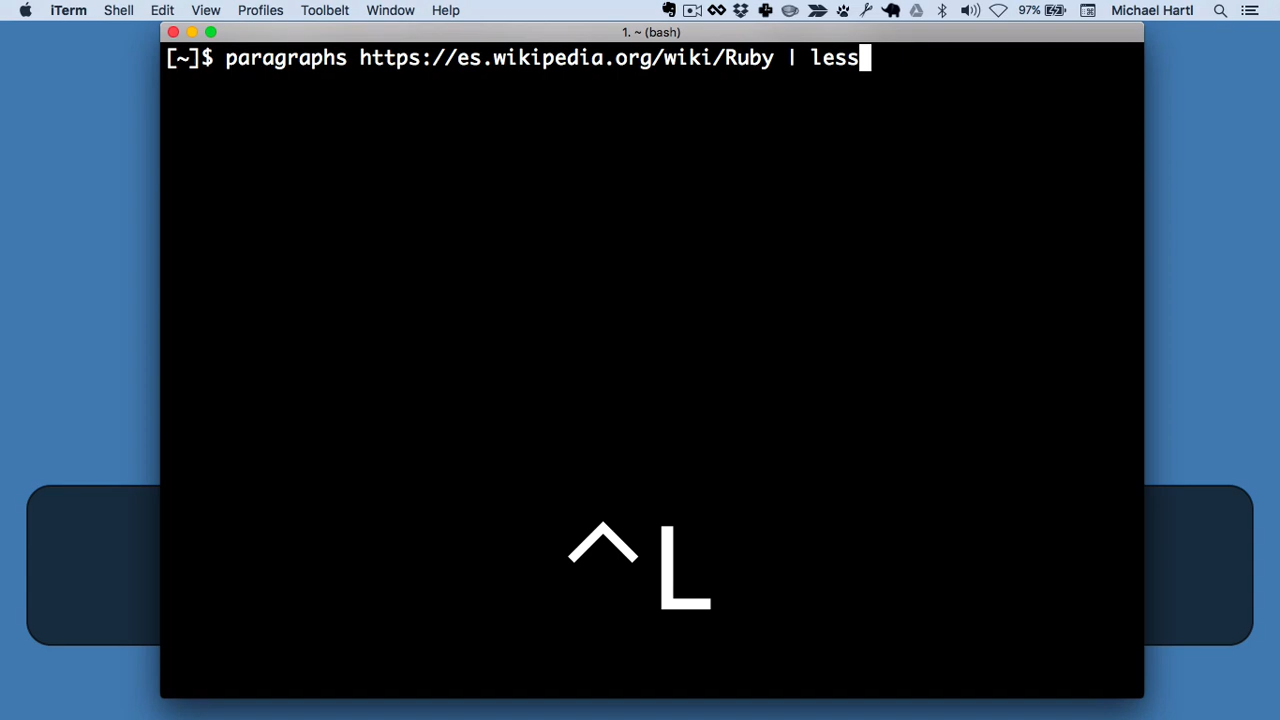 iTerm Shell Edit View Profiles Toolbelt Window Help 97% Michael Hartl
1. ~ (bash)
[~]$ paragraphs https://es.wikipedia.org/wiki/Ruby | less
^L